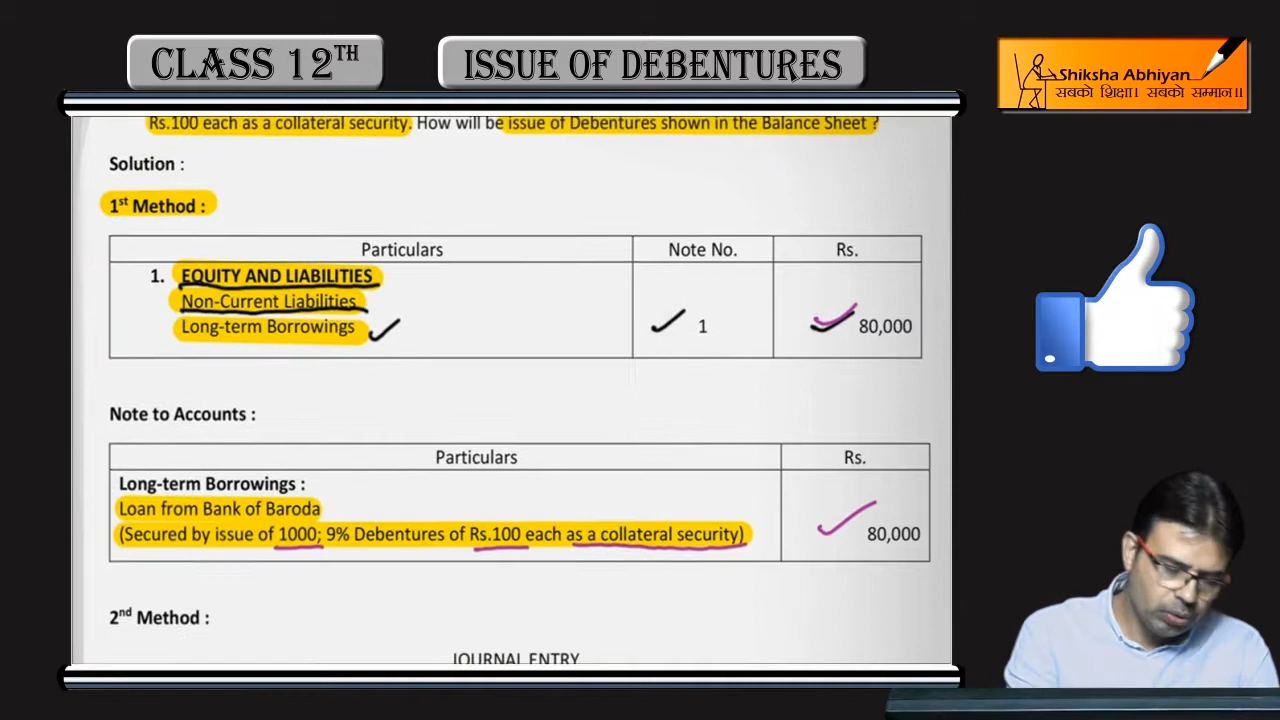 CLASS 12TH
ISSUE OF DEBENTURES
Shiksha Abhiyan
सबको शिक्षा। सबको सम्मान।।
Rs.100 each as a collateral security. How will be issue of Debentures shown in the Balance Sheet ?
Solution :
1st Method :
Particulars Note No. Rs.
1. EQUITY AND LIABILITIES
Non-Current Liabilities
Long-term Borrowings 1 80,000
Note to Accounts :
Particulars Rs.
Long-term Borrowings :
Loan from Bank of Baroda
(Secured by issue of 1000; 9% Debentures of Rs.100 each as a collateral security) 80,000
2nd Method :
JOURNAL ENTRY